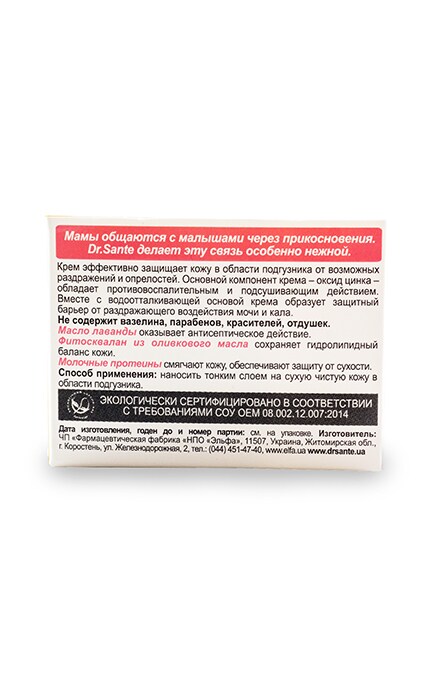 Мамы общаются с малышами через прикосновения.
Dr.Sante делает эту связь особенно нежной.
Крем эффективно защищает кожу в области подгузника от возможных
раздражений и опрелостей. Основной компонент крема – оксид цинка –
обладает противовоспалительным и подсушивающим действием.
Вместе с водоотталкивающей основой крема образует защитный
барьер от раздражающего воздействия мочи и кала.
Не содержит вазелина, парабенов, красителей, отдушек.
Масло лаванды оказывает антисептическое действие.
Фитосквалан из оливкового масла сохраняет гидролипидный
баланс кожи.
Молочные протеины смягчают кожу, обеспечивают защиту от сухости.
Способ применения: наносить тонким слоем на сухую чистую кожу в
области подгузника.
ЭКОЛОГИЧЕСКИ СЕРТИФИЦИРОВАНО В СООТВЕТСТВИИ
С ТРЕБОВАНИЯМИ СОУ ОЕМ 08.002.12.007:2014
Дата изготовления, годен до и номер партии: см. на упаковке. Изготовитель:
ЧП «Фармацевтическая фабрика «НПО «Эльфа», 11507, Украина, Житомирская обл.,
г. Коростень, ул. Железнодорожная, 2, тел.: (044) 451-47-40, www.elfa.ua www.drsante.ua